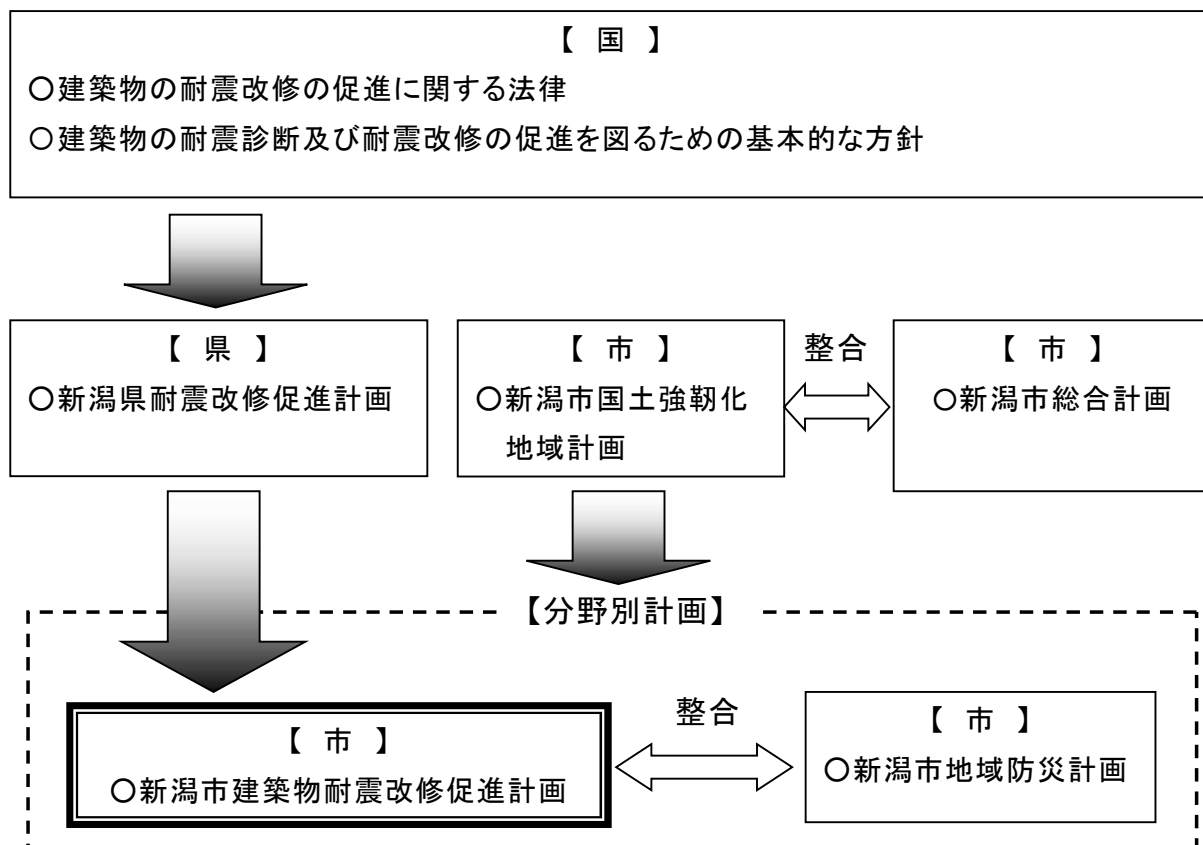 【 国 】
○建築物の耐震改修の促進に関する法律
○建築物の耐震診断及び耐震改修の促進を図るための基本的な方針
【 県 】
○新潟県耐震改修促進計画
【 市 】
○新潟市国土強靭化
地域計画
整合
【 市 】
○新潟市総合計画
【分野別計画】
【 市 】
○新潟市建築物耐震改修促進計画
整合
【 市 】
○新潟市地域防災計画